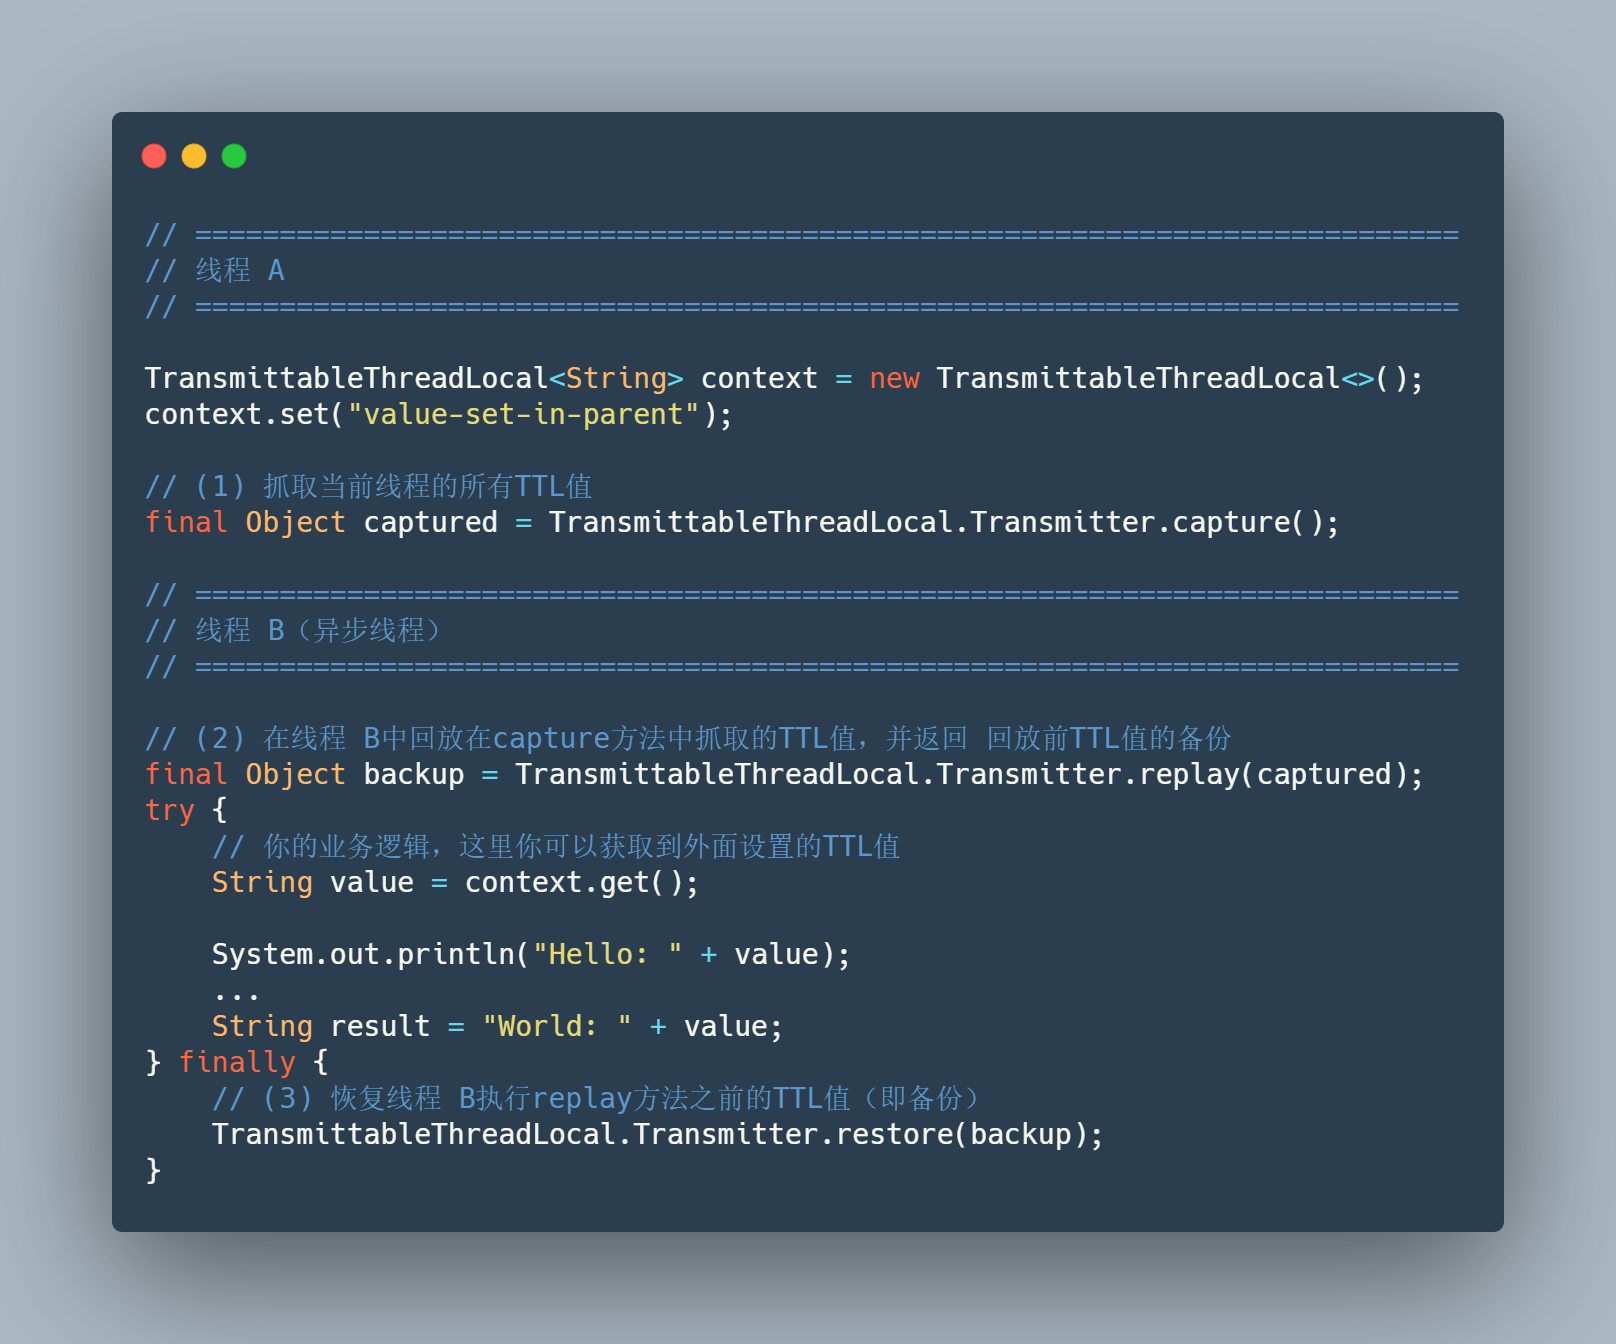 // ===========================================================================
// 线程 A
// ===========================================================================
TransmittableThreadLocal<String> context = new TransmittableThreadLocal<>();
context.set("value-set-in-parent");
// (1) 抓取当前线程的所有TTL值
final Object captured = TransmittableThreadLocal.Transmitter.capture();
// ===========================================================================
// 线程 B（异步线程）
// ===========================================================================
// (2) 在线程 B中回放在capture方法中抓取的TTL值，并返回 回放前TTL值的备份
final Object backup = TransmittableThreadLocal.Transmitter.replay(captured);
try {
    // 你的业务逻辑，这里你可以获取到外面设置的TTL值
    String value = context.get();
    System.out.println("Hello: " + value);
    ...
    String result = "World: " + value;
} finally {
    // (3) 恢复线程 B执行replay方法之前的TTL值（即备份）
    TransmittableThreadLocal.Transmitter.restore(backup);
}